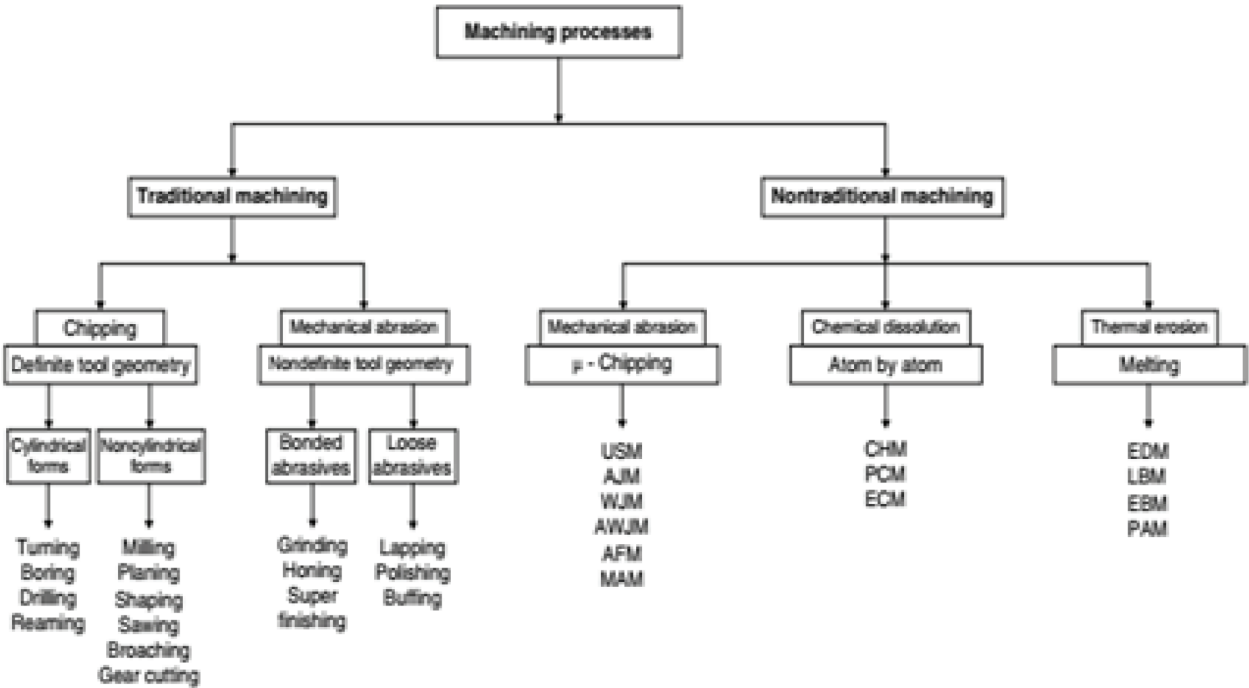 Machining processes
Traditional machining
Nontraditional machining
Chipping
Definite tool geometry
Mechanical abrasion
Nondefinite tool geometry
Mechanical abrasion
μ - Chipping
Chemical dissolution
Atom by atom
Thermal erosion
Melting
Cylindrical
forms
Noncylindrical
forms
Bonded
abrasives
Loose
abrasives
Turning
Boring
Drilling
Reaming
Milling
Planing
Shaping
Sawing
Broaching
Gear cutting
Grinding
Honing
Super
finishing
Lapping
Polishing
Buffing
USM
AJM
WJM
AWJM
AFM
MAM
CHM
PCM
ECM
EDM
LBM
EBM
PAM